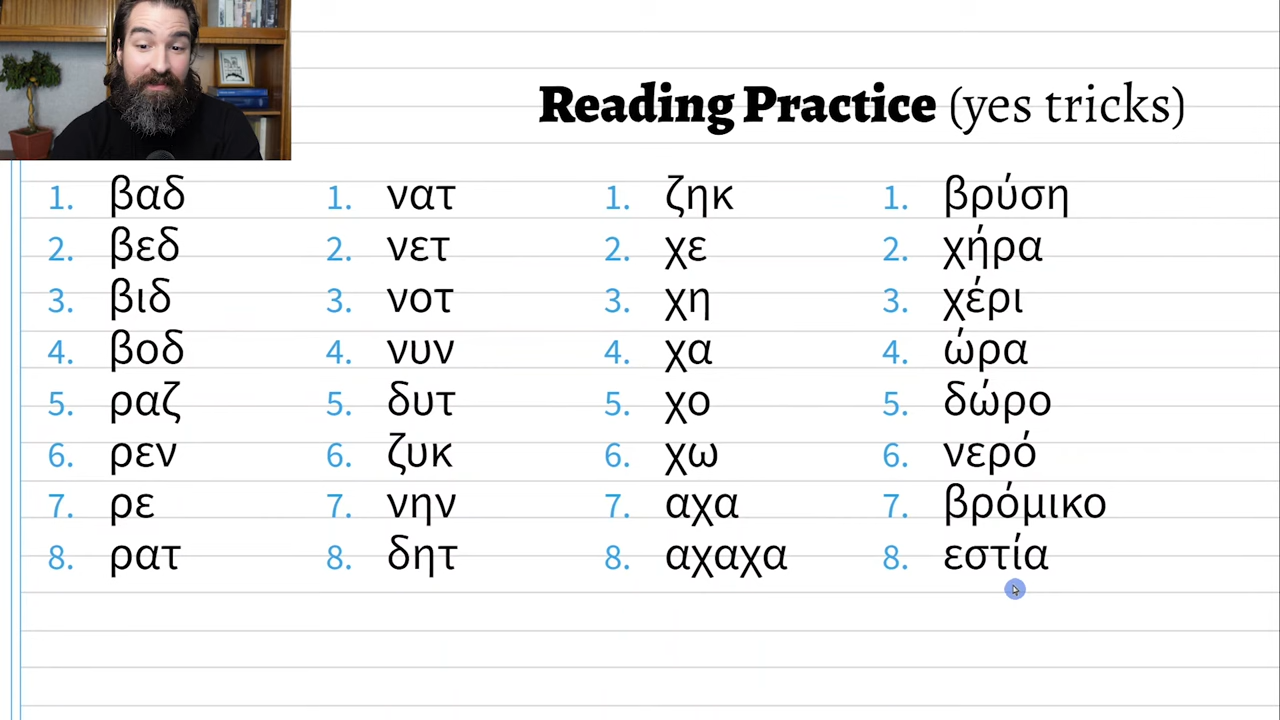 Reading Practice (yes tricks)
1. βαδ
2. βεδ
3. βιδ
4. βοδ
5. ραζ
6. ρεν
7. ρε
8. ρατ
1. νατ
2. νετ
3. νοτ
4. νυν
5. δυτ
6. ζυκ
7. νην
8. δητ
1. ζηκ
2. χε
3. χη
4. χα
5. χο
6. χω
7. αχα
8. αχαχα
1. βρύση
2. χήρα
3. χέρι
4. ώρα
5. δώρο
6. νερό
7. βρόμικο
8. εστία